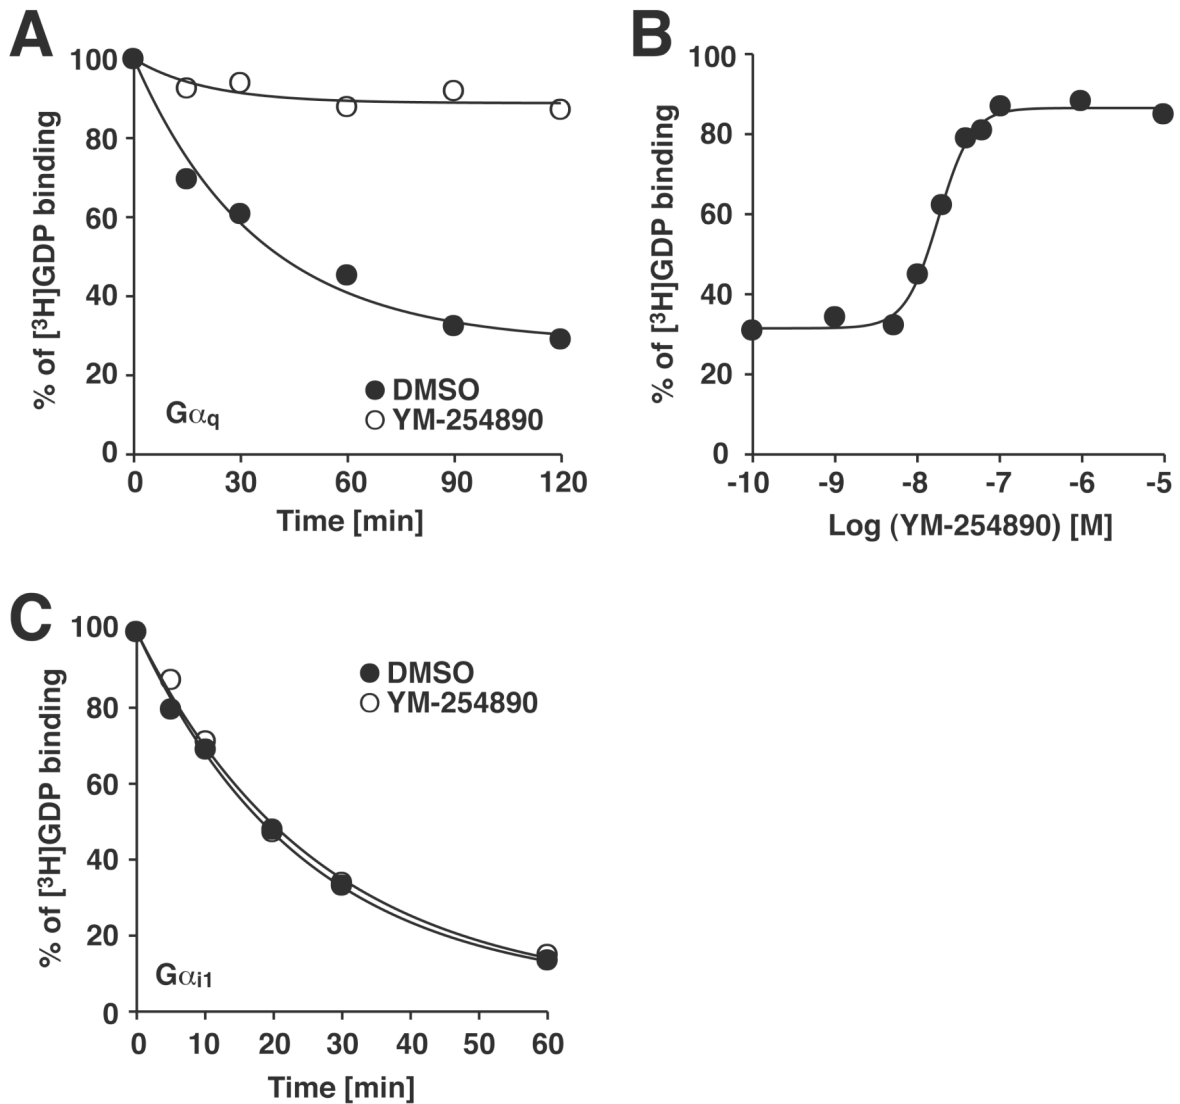 A
% of [³H]GDP binding
100
80
60
40
20
0
DMSO
YM-254890
Gαq
0 30 60 90 120
Time [min]
B
% of [³H]GDP binding
100
80
60
40
20
0
-10 -9 -8 -7 -6 -5
Log (YM-254890) [M]
C
% of [³H]GDP binding
100
80
60
40
20
0
DMSO
YM-254890
Gαi1
0 10 20 30 40 50 60
Time [min]